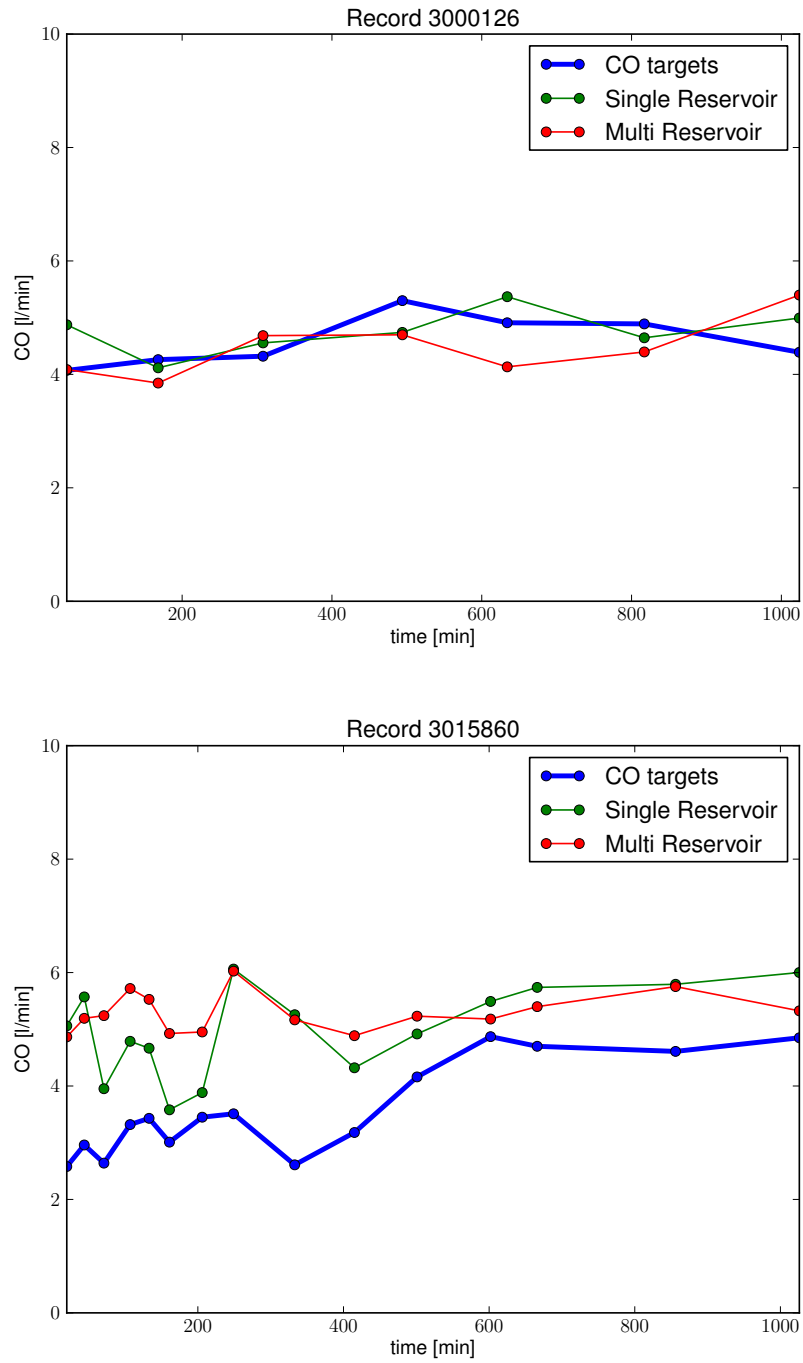 Record 3000126
10
8
6
4
2
0
CO [l/min]
CO targets
Single Reservoir
Multi Reservoir
200
400
600
800
1000
time [min]
Record 3015860
10
8
6
4
2
0
CO [l/min]
CO targets
Single Reservoir
Multi Reservoir
200
400
600
800
1000
time [min]